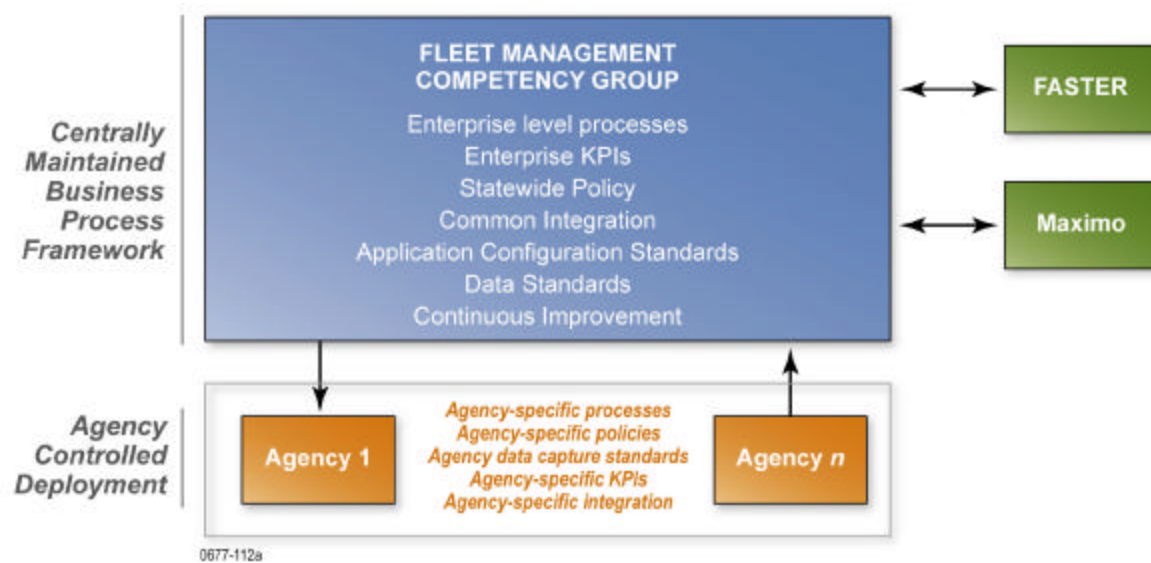 Centrally
Maintained
Business
Process
Framework
FLEET MANAGEMENT
COMPETENCY GROUP
Enterprise level processes
Enterprise KPIs
Statewide Policy
Common Integration
Application Configuration Standards
Data Standards
Continuous Improvement
FASTER
Maximo
Agency
Controlled
Deployment
Agency 1
Agency-specific processes
Agency-specific policies
Agency data capture standards
Agency-specific KPIs
Agency-specific integration
Agency n
0677-112a